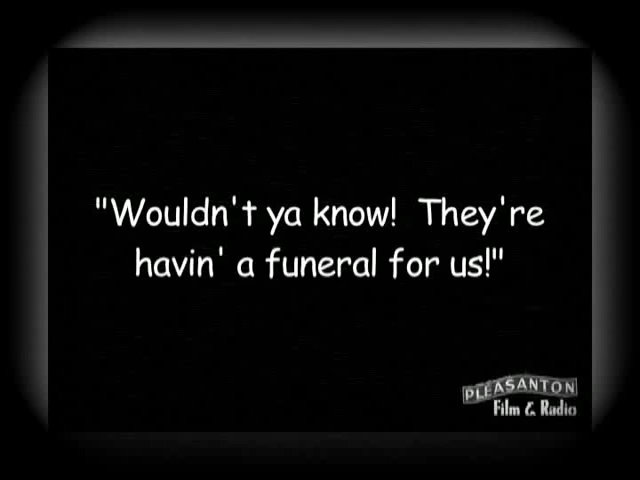 "Wouldn't ya know!  They're
havin' a funeral for us!"
PLEASANTON
Film & Radio